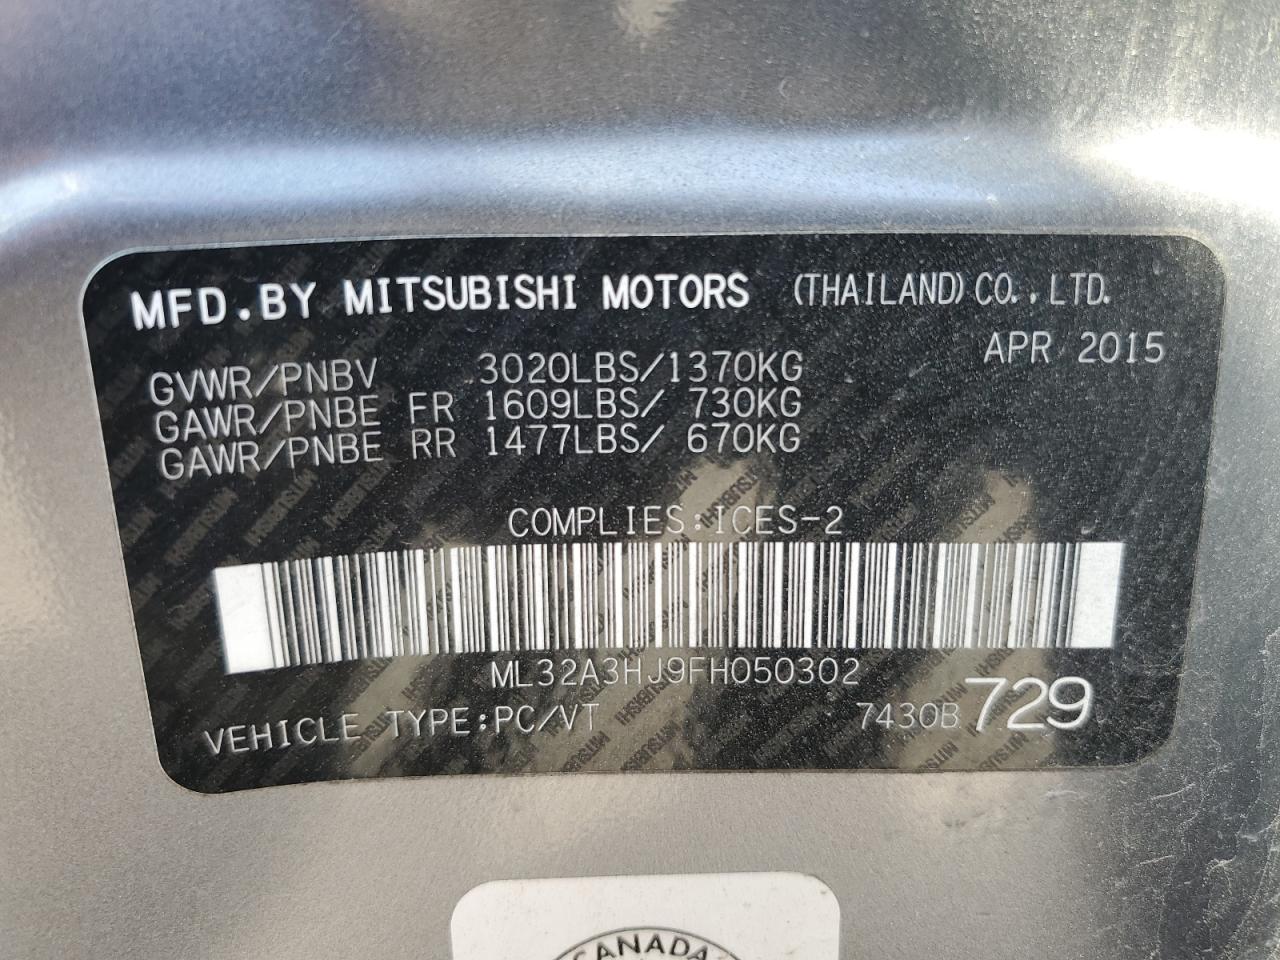 MFD.BY MITSUBISHI MOTORS (THAILAND) CO., LTD.
APR 2015
GVWR/PNBV 3020LBS/1370KG
GAWR/PNBE FR 1609LBS/ 730KG
GAWR/PNBE RR 1477LBS/ 670KG
COMPLIES:ICES-2
ML32A3HJ9FH050302
VEHICLE TYPE:PC/VT 7430B 729
CANADA